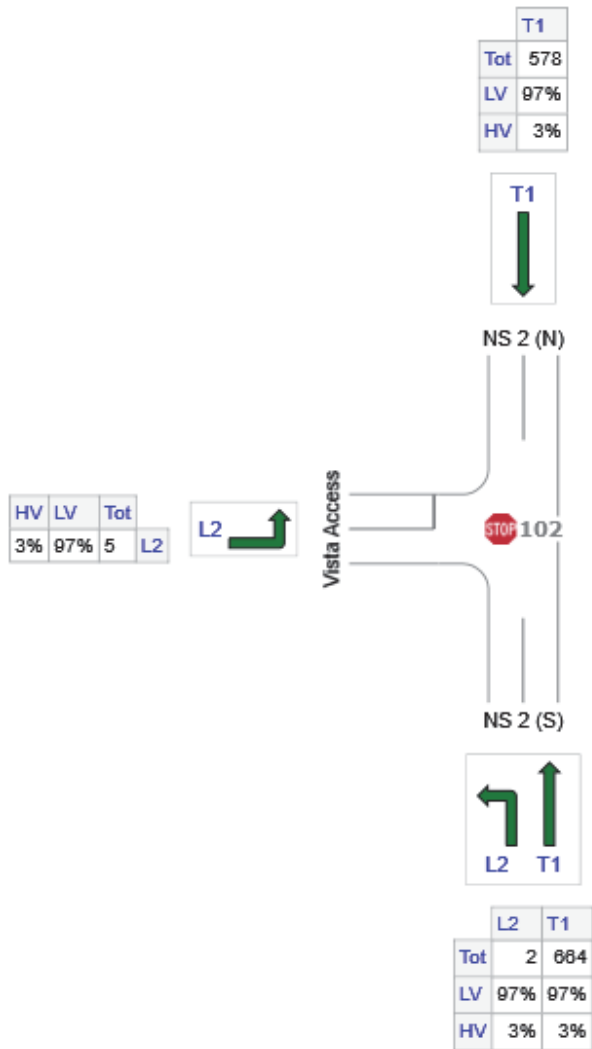 T1
Tot 578
LV 97%
HV 3%
T1
NS 2 (N)
HV LV Tot
3% 97% 5 L2
L2
Vista Access
STOP 102
NS 2 (S)
L2 T1
L2 T1
Tot 2 664
LV 97% 97%
HV 3% 3%